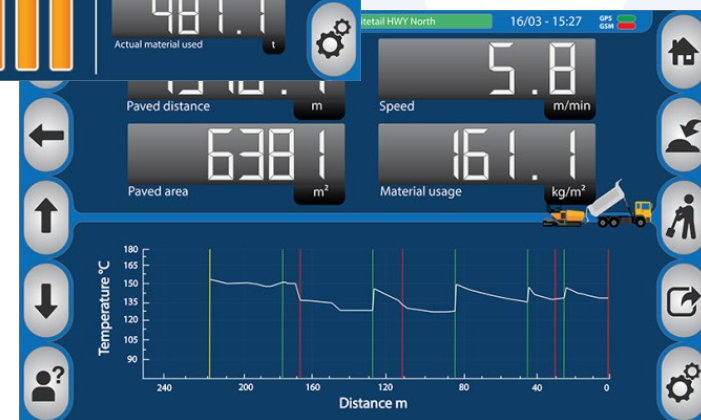 481.1
Actual material used
t
itetail HWY North
16/03 - 15:27
GPS
GSM
Paved distance
m
5.8
Speed
m/min
6381
Paved area
m²
161.1
Material usage
kg/m²
?
Temperature °C
180
165
150
135
120
105
90
240
200
160
120
80
40
0
Distance m